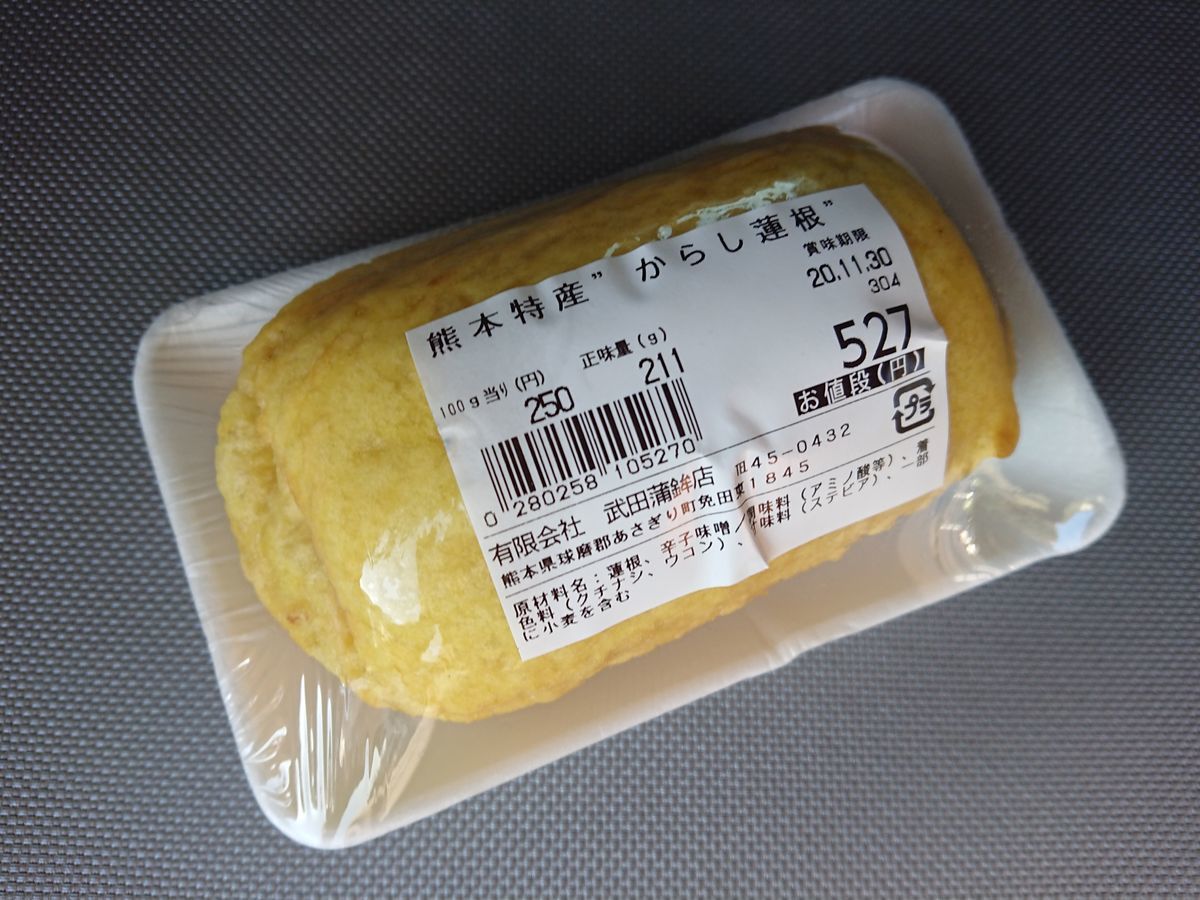 熊本特産”からし蓮根”
賞味期限
20.11.30
304
100g当り(円) 正味量(g)
250 211
527
お値段(円)
プラ
0 280258 105270
有限会社 武田蒲鉾店 ℡45-0432
熊本県球磨郡あさぎり町免田東1845
原材料名:蓮根、辛子味噌/調味料(アミノ酸等)、着
色料(クチナシ、ウコン)、甘味料(ステビア)、一部
に小麦を含む